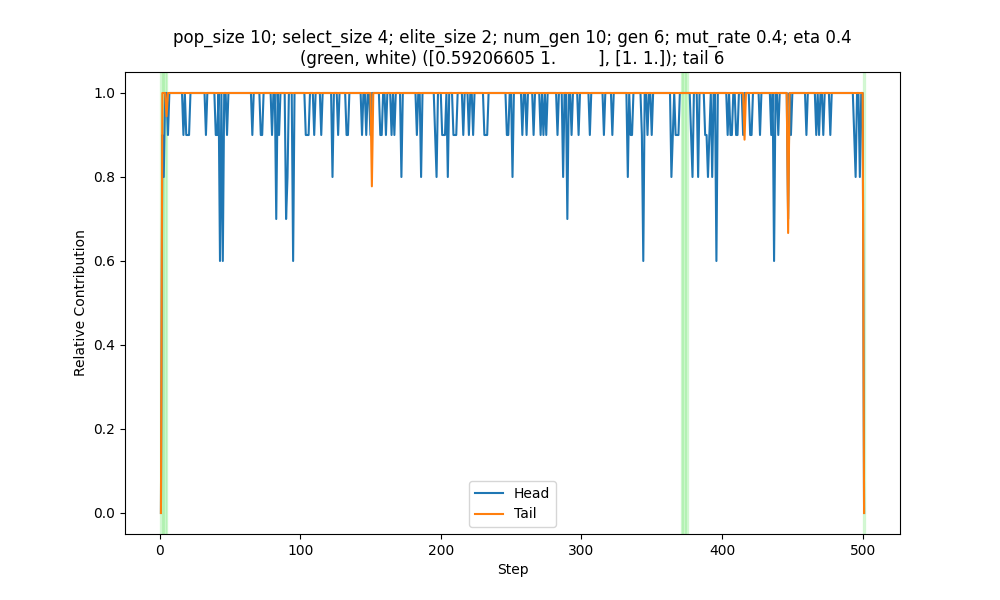 pop_size 10; select_size 4; elite_size 2; num_gen 10; gen 6; mut_rate 0.4; eta 0.4
(green, white) ([0.59206605 1.        ], [1. 1.]); tail 6
1.0
0.8
0.6
0.4
0.2
0.0
Relative Contribution
Head
Tail
0 100 200 300 400 500
Step